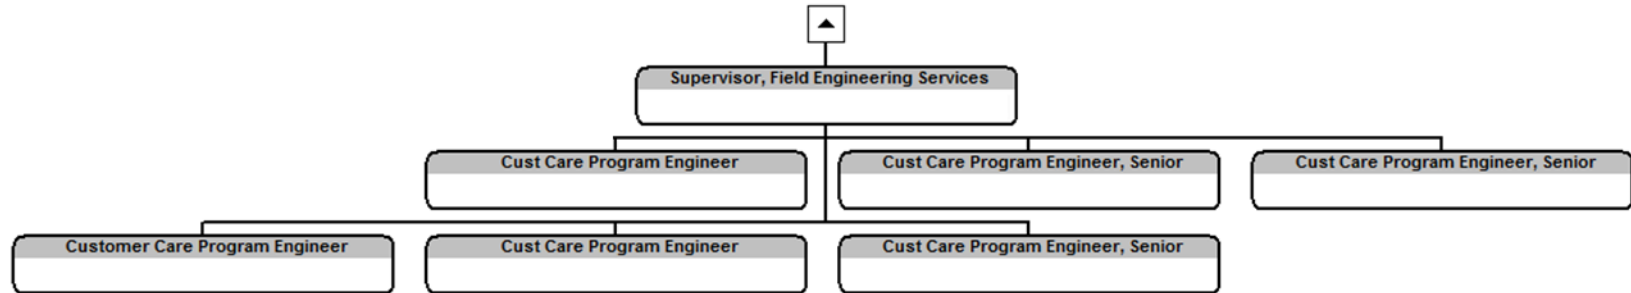 Supervisor, Field Engineering Services
Cust Care Program Engineer
Cust Care Program Engineer, Senior
Cust Care Program Engineer, Senior
Customer Care Program Engineer
Cust Care Program Engineer
Cust Care Program Engineer, Senior